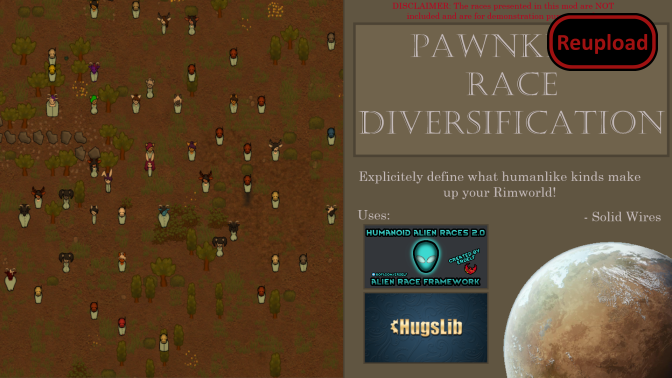 DISCLAIMER: The races presented in this mod are NOT
included and are for demonstration
PAWNK
Reupload
RACE
DIVERSIFICATION
Explicitely define what humanlike kinds make
up your Rimworld!
Uses:
- Solid Wires
HUMANOID ALIEN RACES 2.0
CREATED BY
ALIEN RACE FRAMEWORK
HugsLib